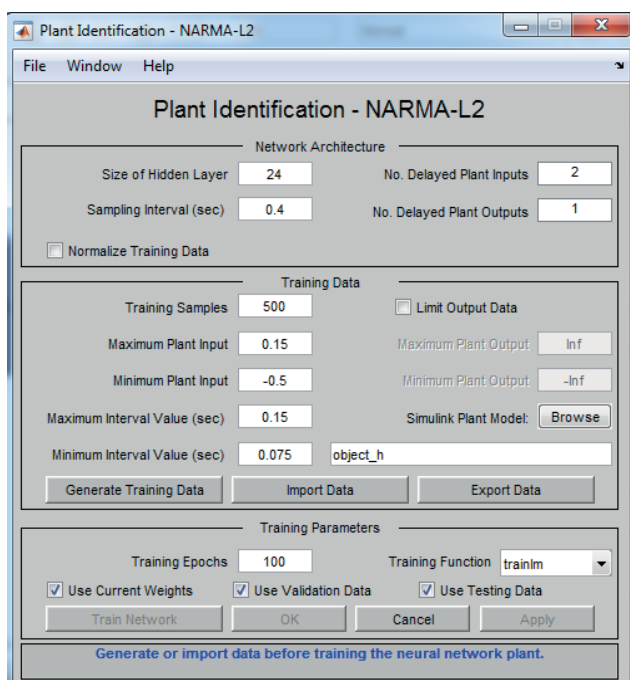 Plant Identification - NARMA-L2
File Window Help
Plant Identification - NARMA-L2
Network Architecture
Size of Hidden Layer 24 No. Delayed Plant Inputs 2
Sampling Interval (sec) 0.4 No. Delayed Plant Outputs 1
Normalize Training Data
Training Data
Training Samples 500 Limit Output Data
Maximum Plant Input 0.15 Maximum Plant Output Inf
Minimum Plant Input -0.5 Minimum Plant Output -Inf
Maximum Interval Value (sec) 0.15 Simulink Plant Model: Browse
Minimum Interval Value (sec) 0.075 object_h
Generate Training Data Import Data Export Data
Training Parameters
Training Epochs 100 Training Function trainlm
Use Current Weights Use Validation Data Use Testing Data
Train Network OK Cancel Apply
Generate or import data before training the neural network plant.